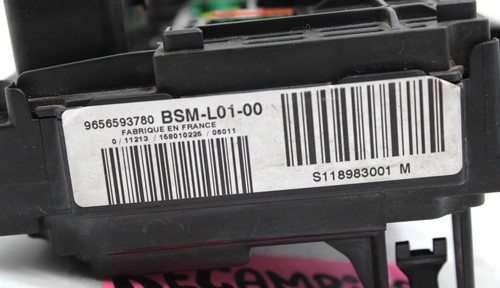 9656593780 BSM-L01-00
FABRIQUE EN FRANCE
0 / 11213 / 168010226 / 06011
S118983001 M